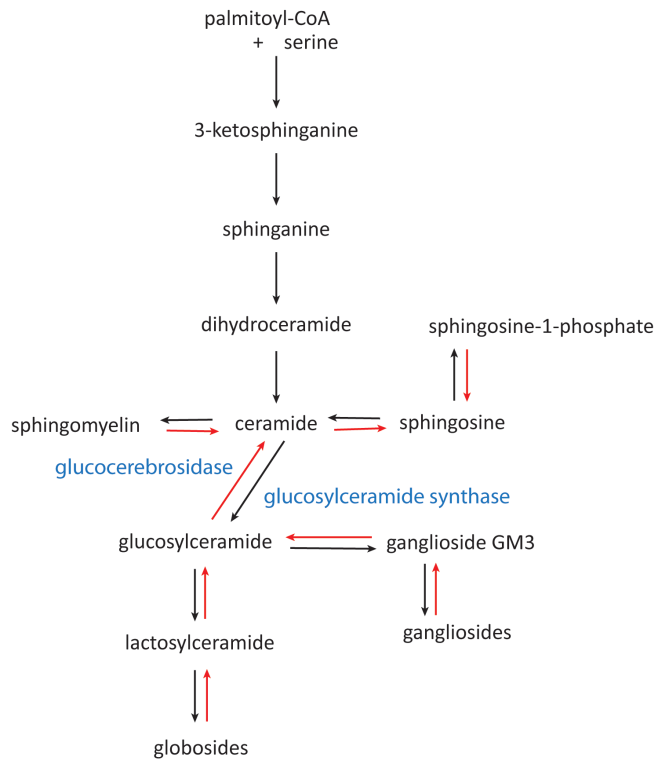 palmitoyl-CoA
+ serine
3-ketosphinganine
sphinganine
dihydroceramide
sphingosine-1-phosphate
sphingomyelin
ceramide
sphingosine
glucocerebrosidase
glucosylceramide synthase
glucosylceramide
ganglioside GM3
gangliosides
lactosylceramide
globosides